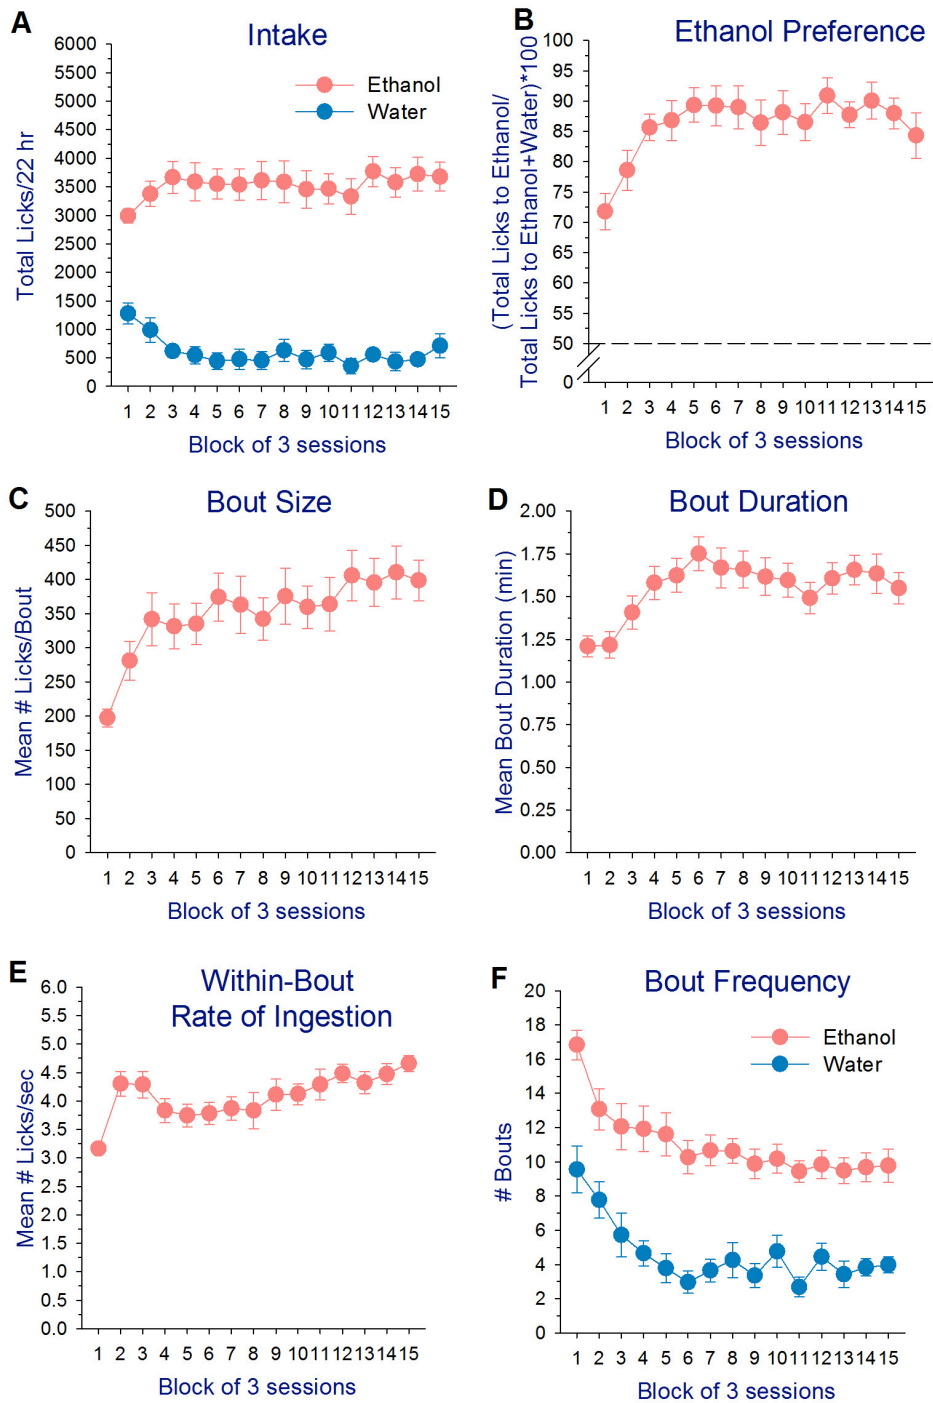 A
Intake
6000
5500
5000
4500
4000
3500
3000
2500
2000
1500
1000
500
0
Total Licks/22 hr
Ethanol
Water
1 2 3 4 5 6 7 8 9 10 11 12 13 14 15
Block of 3 sessions
B
Ethanol Preference
100
95
90
85
80
75
70
65
60
55
50
0
(Total Licks to Ethanol/
Total Licks to Ethanol+Water)*100
1 2 3 4 5 6 7 8 9 10 11 12 13 14 15
Block of 3 sessions
C
Bout Size
500
450
400
350
300
250
200
150
100
50
0
Mean # Licks/Bout
1 2 3 4 5 6 7 8 9 10 11 12 13 14 15
Block of 3 sessions
D
Bout Duration
2.00
1.75
1.50
1.25
1.00
0.75
0.50
0.25
0.00
Mean Bout Duration (min)
1 2 3 4 5 6 7 8 9 10 11 12 13 14 15
Block of 3 sessions
E
Within-Bout
Rate of Ingestion
6.0
5.5
5.0
4.5
4.0
3.5
3.0
2.5
2.0
1.5
1.0
0.5
0.0
Mean # Licks/sec
1 2 3 4 5 6 7 8 9 10 11 12 13 14 15
Block of 3 sessions
F
Bout Frequency
20
18
16
14
12
10
8
6
4
2
0
# Bouts
Ethanol
Water
1 2 3 4 5 6 7 8 9 10 11 12 13 14 15
Block of 3 sessions